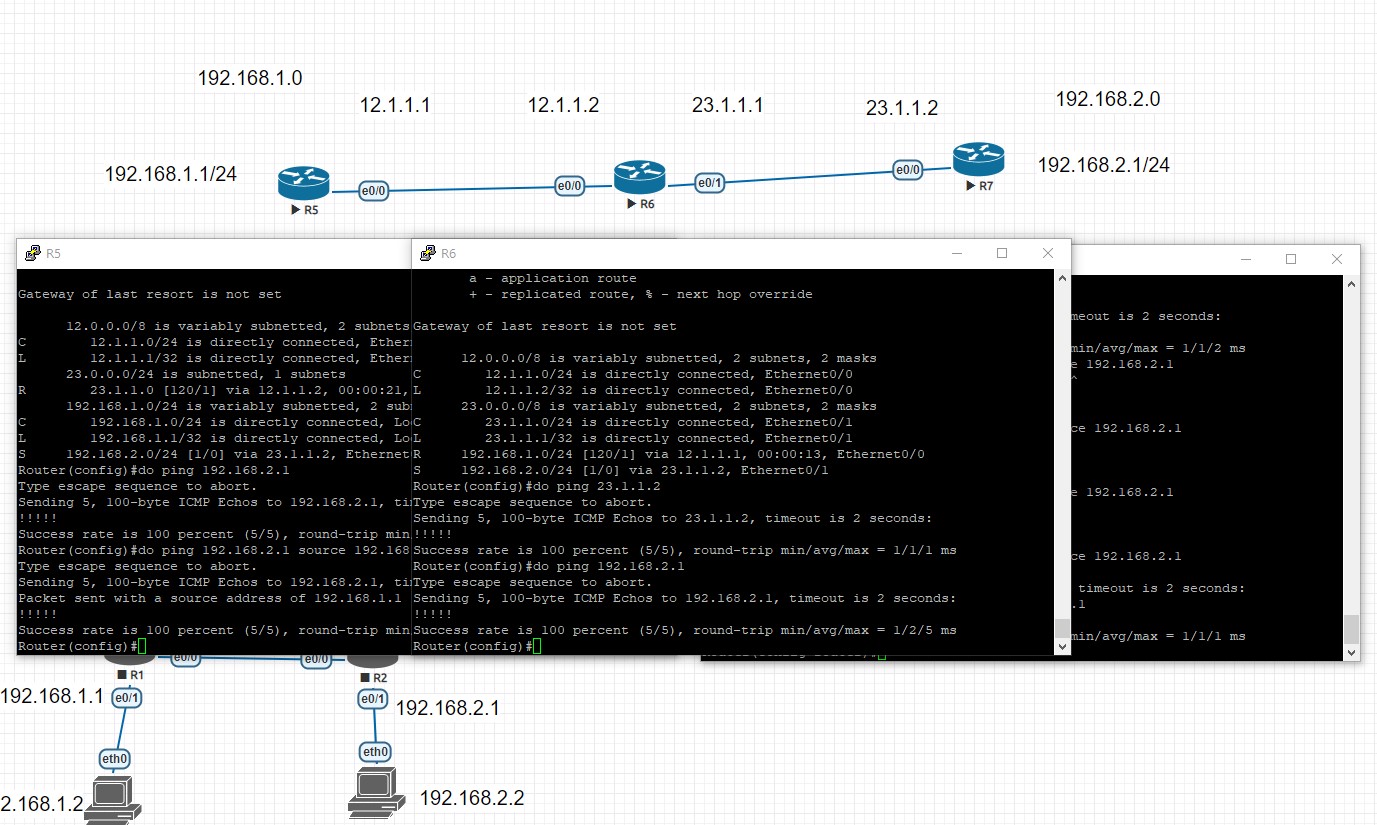 192.168.1.0
12.1.1.1
12.1.1.2
23.1.1.1
23.1.1.2
192.168.2.0
192.168.1.1/24
192.168.2.1/24
e0/0
e0/0
e0/1
e0/0
R5
R6
R7
R5
Gateway of last resort is not set
12.0.0.0/8 is variably subnetted, 2 subnets
C 12.1.1.0/24 is directly connected,
L 12.1.1.1/32 is directly connected,
23.0.0.0/24 is subnetted, 1 subnets
R 23.1.1.0 [120/1] via 12.1.1.2, 00:00:21,
192.168.1.0/24 is variably subnetted, 2
C 192.168.1.0/24 is directly connected,
L 192.168.1.1/32 is directly connected,
S 192.168.2.0/24 [1/0] via 23.1.1.2,
Router(config)#do ping 192.168.2.1
Type escape sequence to abort.
Sending 5, 100-byte ICMP Echos to 192.168.2.1,
!!!!!
Success rate is 100 percent (5/5), round-trip
Router(config)#do ping 192.168.2.1 source 192.168
Type escape sequence to abort.
Sending 5, 100-byte ICMP Echos to 192.168.2.1,
Packet sent with a source address of 192.168.1.1
!!!!!
Success rate is 100 percent (5/5), round-trip
Router(config)#
R6
a - application route
+ - replicated route, % - next hop override
Gateway of last resort is not set
12.0.0.0/8 is variably subnetted, 2 subnets, 2 masks
C 12.1.1.0/24 is directly connected, Ethernet0/0
L 12.1.1.2/32 is directly connected, Ethernet0/0
23.0.0.0/8 is variably subnetted, 2 subnets, 2 masks
C 23.1.1.0/24 is directly connected, Ethernet0/1
L 23.1.1.1/32 is directly connected, Ethernet0/1
R 192.168.1.0/24 [120/1] via 12.1.1.1, 00:00:13, Ethernet0/0
S 192.168.2.0/24 [1/0] via 23.1.1.2, Ethernet0/1
Router(config)#do ping 23.1.1.2
Type escape sequence to abort.
Sending 5, 100-byte ICMP Echos to 23.1.1.2, timeout is 2 seconds:
!!!!!
Success rate is 100 percent (5/5), round-trip min/avg/max = 1/1/1 ms
Router(config)#do ping 192.168.2.1
Type escape sequence to abort.
Sending 5, 100-byte ICMP Echos to 192.168.2.1, timeout is 2 seconds:
!!!!!
Success rate is 100 percent (5/5), round-trip min/avg/max = 1/2/5 ms
Router(config)#
meout is 2 seconds:
min/avg/max = 1/1/2 ms
e 192.168.2.1
^
ce 192.168.2.1
e 192.168.2.1
ce 192.168.2.1
timeout is 2 seconds:
.1
min/avg/max = 1/1/1 ms
e0/0
e0/0
R1
R2
192.168.1.1
e0/1
e0/1
192.168.2.1
eth0
eth0
2.168.1.2
192.168.2.2